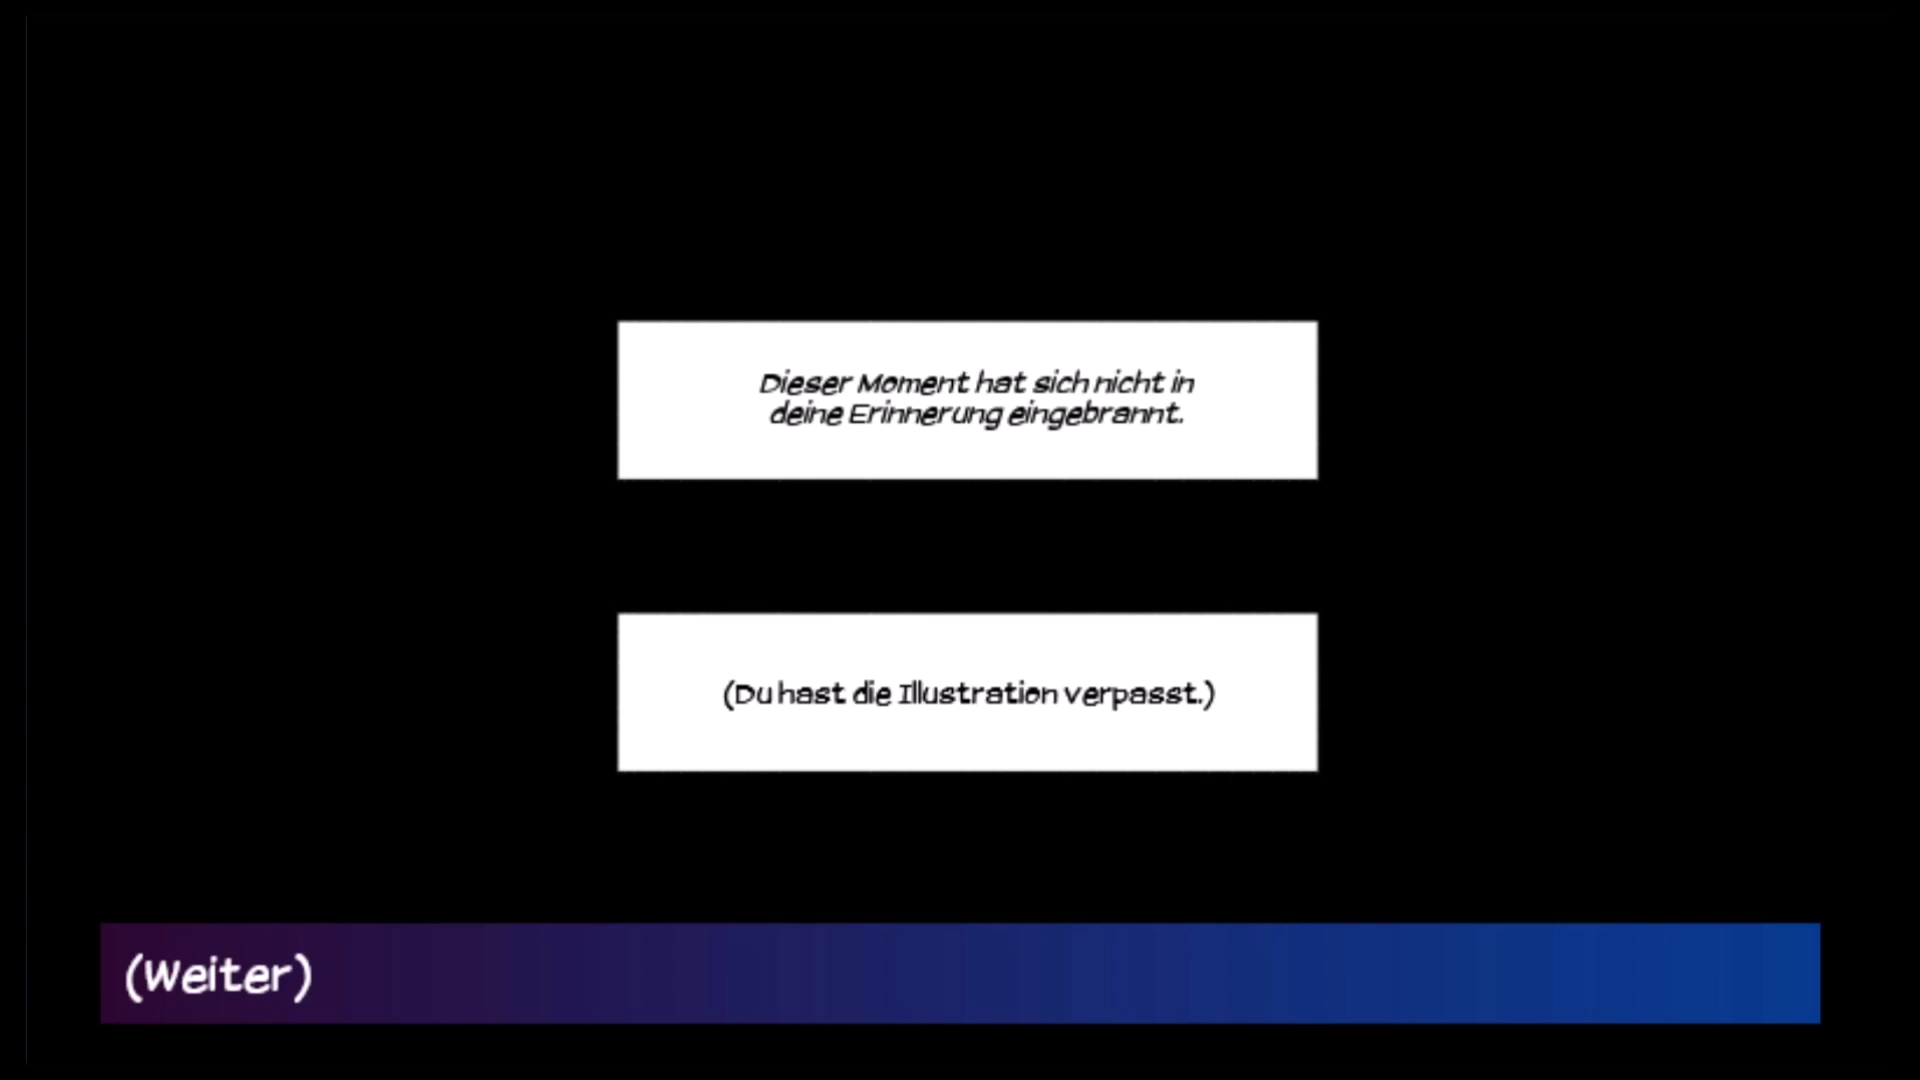 Dieser Moment hat sich nicht in
deine Erinnerung eingebrannt.
(Du hast die Illustration verpasst.)
(Weiter)